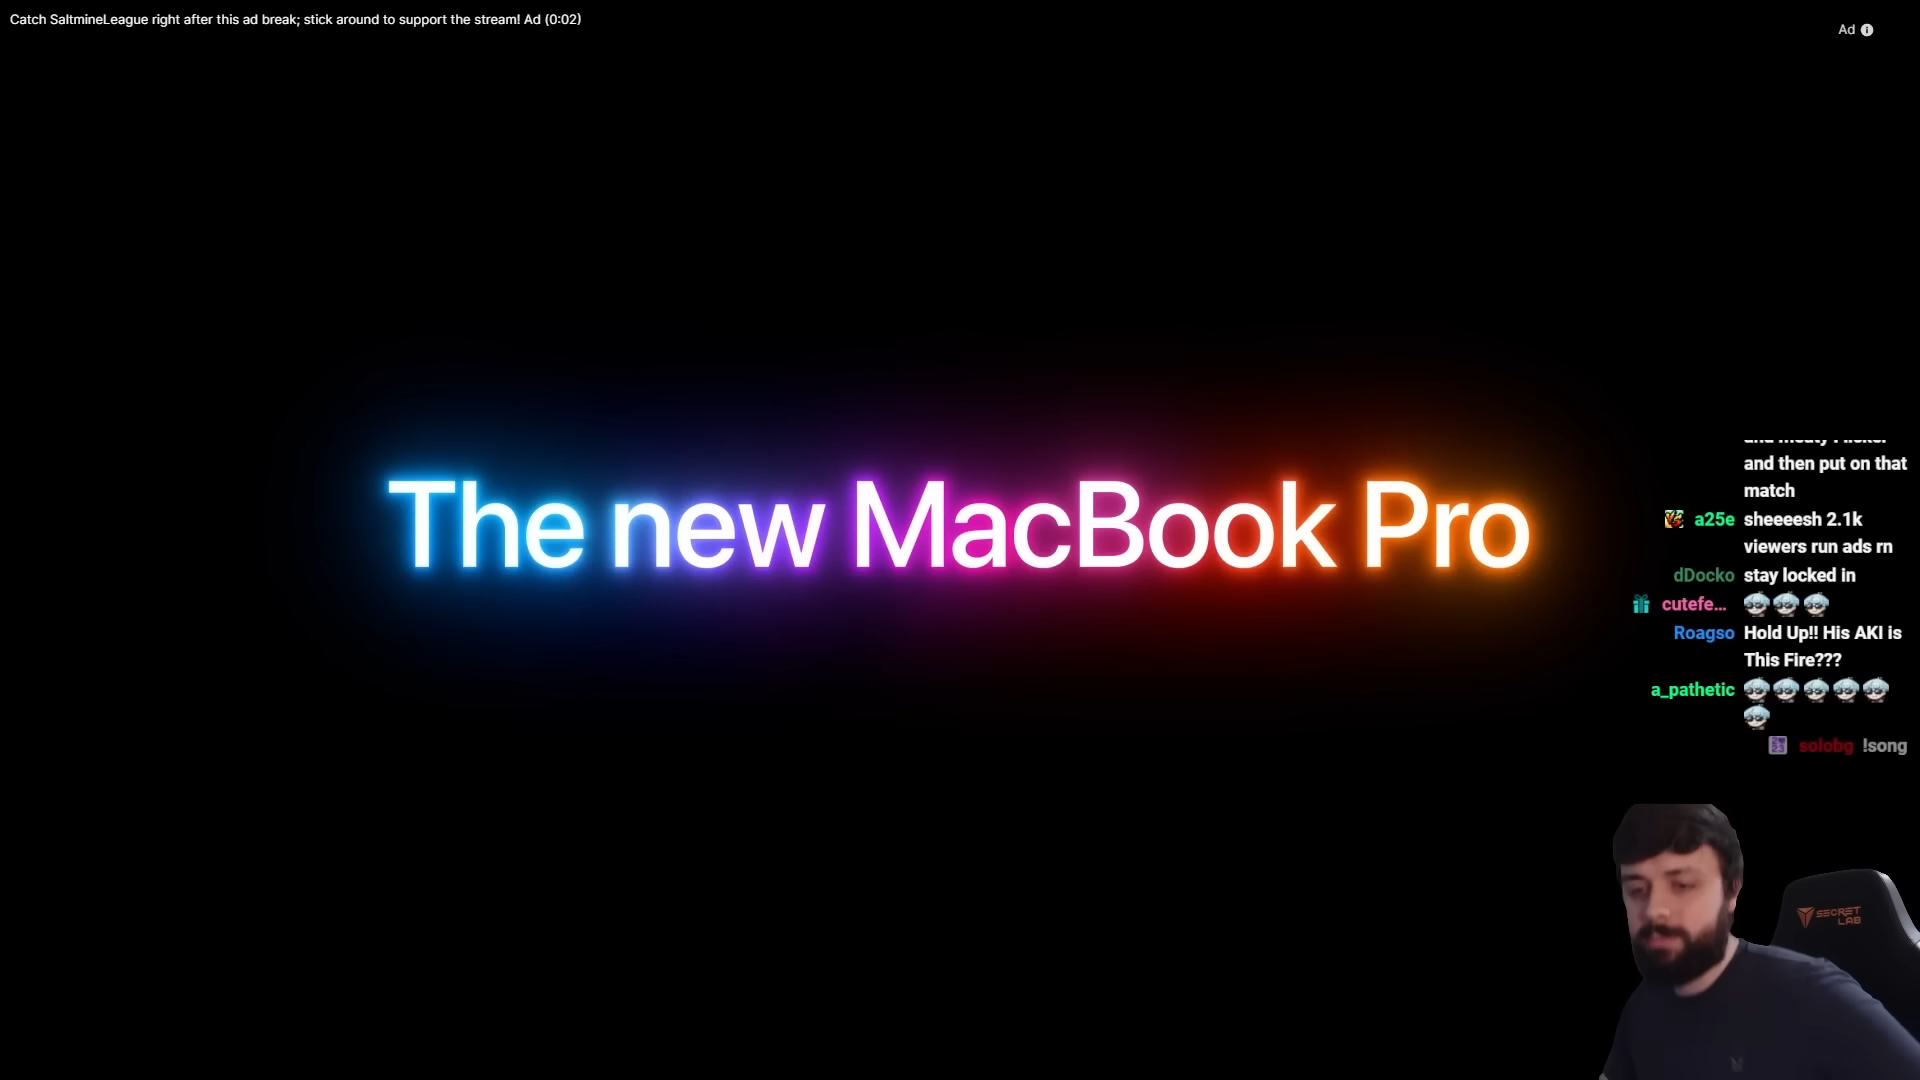 Catch SaltmineLeague right after this ad break; stick around to support the stream! Ad (0:02)
Ad
The new MacBook Pro
and then put on that
match
a25e sheeeesh 2.1k
viewers run ads rn
dDocko stay locked in
cutefe...
Roagso Hold Up!! His AKI is
This Fire???
a_pathetic
solobg !song
SECRET
LAB